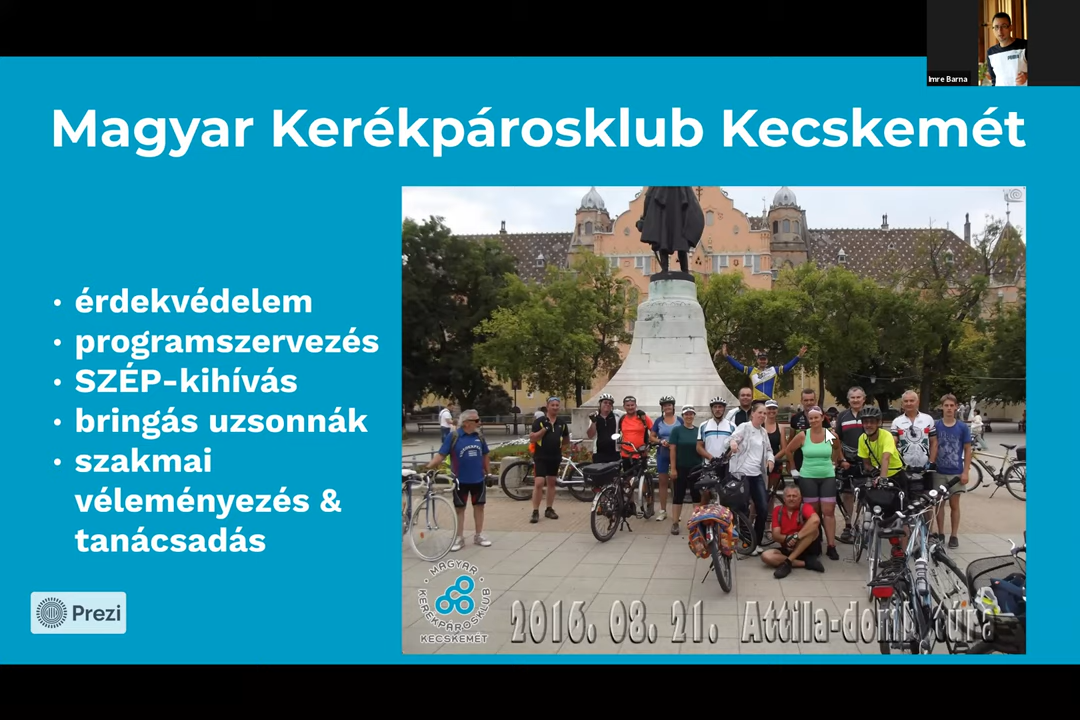 Imre Barna
Magyar Kerékpárosklub Kecskemét
• érdekvédelem
• programszervezés
• SZÉP-kihívás
• bringás uzsonnák
• szakmai
véleményezés &
tanácsadás
Prezi
MAGYAR
KERÉKPÁROSKLUB
KECSKEMÉT
2016. 08. 21. Attila-domb túra